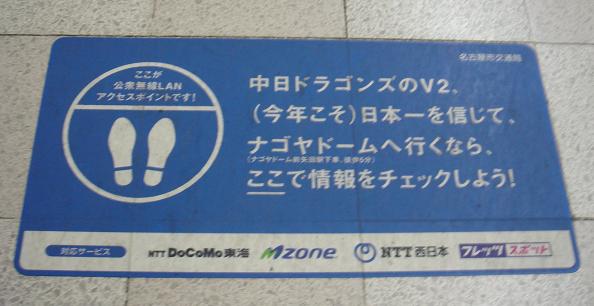 名古屋市交通局
ここが
公衆無線LAN
アクセスポイントです!
中日ドラゴンズのV2、
(今年こそ)日本一を信じて、
ナゴヤドームへ行くなら、
(ナゴヤドーム前矢田駅下車、徒歩5分)
ここで情報をチェックしよう!
対応サービス NTT DoCoMo東海 Mzone NTT西日本 フレッツ スポット